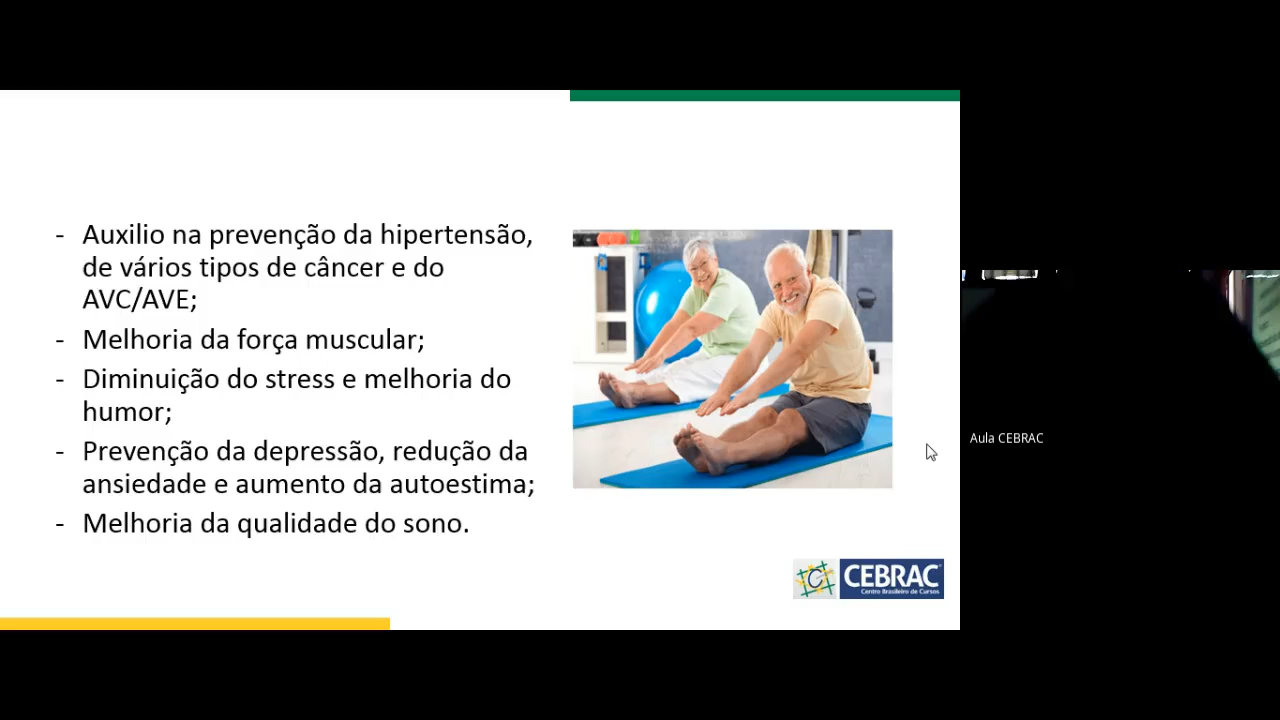 - Auxilio na prevenção da hipertensão,
de vários tipos de câncer e do
AVC/AVE;
- Melhoria da força muscular;
- Diminuição do stress e melhoria do
humor;
- Prevenção da depressão, redução da
ansiedade e aumento da autoestima;
- Melhoria da qualidade do sono.
Aula CEBRAC
CEBRAC
Centro Brasileiro de Cursos